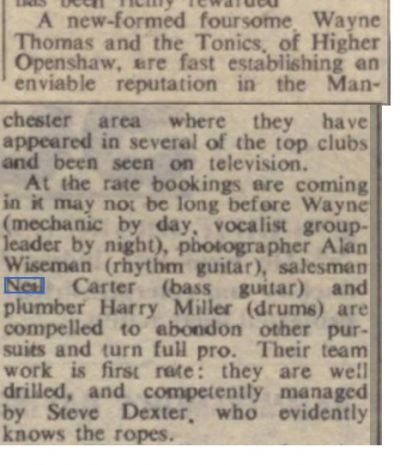 has been richly rewarded
A new-formed foursome, Wayne
Thomas and the Tonics, of Higher
Openshaw, are fast establishing an
enviable reputation in the Man-
chester area where they have
appeared in several of the top clubs
and been seen on television.
At the rate bookings are coming
in it may not be long before Wayne
(mechanic by day, vocalist group-
leader by night), photographer Alan
Wiseman (rhythm guitar), salesman
Neil Carter (bass guitar) and
plumber Harry Miller (drums) are
compelled to abondon other pur-
suits and turn full pro. Their team
work is first rate: they are well
drilled, and competently managed
by Steve Dexter, who evidently
knows the ropes.